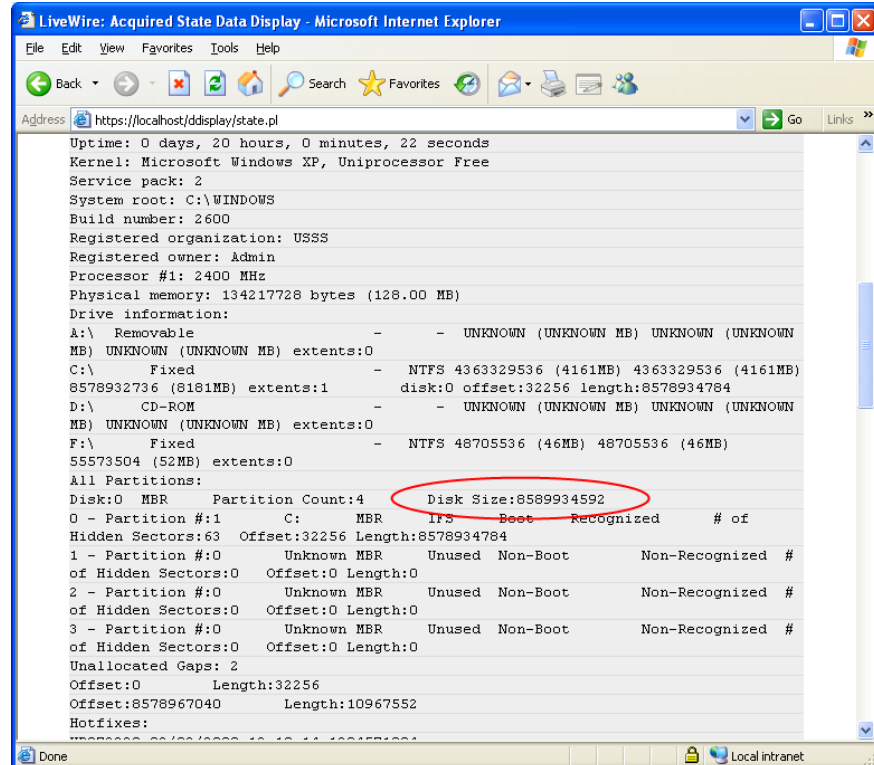 LiveWire: Acquired State Data Display - Microsoft Internet Explorer
File Edit View Favorites Tools Help
Back Search Favorites
Address https://localhost/ddisplay/state.pl Go Links »
Uptime: 0 days, 20 hours, 0 minutes, 22 seconds
Kernel: Microsoft Windows XP, Uniprocessor Free
Service pack: 2
System root: C:\WINDOWS
Build number: 2600
Registered organization: USSS
Registered owner: Admin
Processor #1: 2400 MHz
Physical memory: 134217728 bytes (128.00 MB)
Drive information:
A:\ Removable - - UNKNOWN (UNKNOWN MB) UNKNOWN (UNKNOWN
MB) UNKNOWN (UNKNOWN MB) extents:0
C:\ Fixed - NTFS 4363329536 (4161MB) 4363329536 (4161MB)
8578932736 (8181MB) extents:1 disk:0 offset:32256 length:8578934784
D:\ CD-ROM - - UNKNOWN (UNKNOWN MB) UNKNOWN (UNKNOWN
MB) UNKNOWN (UNKNOWN MB) extents:0
F:\ Fixed - NTFS 48705536 (46MB) 48705536 (46MB)
55573504 (52MB) extents:0
All Partitions:
Disk:0 MBR Partition Count:4 Disk Size:8589934592
0 - Partition #:1 C: MBR IFS Boot Recognized # of
Hidden Sectors:63 Offset:32256 Length:8578934784
1 - Partition #:0 Unknown MBR Unused Non-Boot Non-Recognized #
of Hidden Sectors:0 Offset:0 Length:0
2 - Partition #:0 Unknown MBR Unused Non-Boot Non-Recognized #
of Hidden Sectors:0 Offset:0 Length:0
3 - Partition #:0 Unknown MBR Unused Non-Boot Non-Recognized #
of Hidden Sectors:0 Offset:0 Length:0
Unallocated Gaps: 2
Offset:0 Length:32256
Offset:8578967040 Length:10967552
Hotfixes:
Done Local intranet